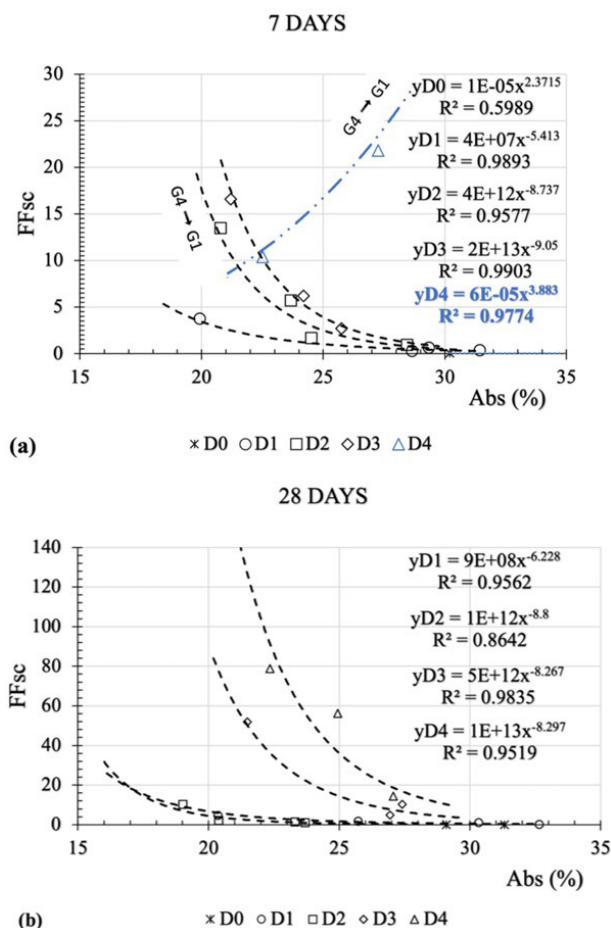 7 DAYS
30
25
20
15
10
5
0
FFsc
G4 → G1
G4 → G1
yD0 = 1E-05x^2.3715
R² = 0.5989
yD1 = 4E+07x^-5.413
R² = 0.9893
yD2 = 4E+12x^-8.737
R² = 0.9577
yD3 = 2E+13x^-9.05
R² = 0.9903
yD4 = 6E-05x^3.883
R² = 0.9774
15 20 25 30 35
Abs (%)
(a)
D0 D1 D2 D3 D4
28 DAYS
140
120
100
80
60
40
20
0
FFsc
yD1 = 9E+08x^-6.228
R² = 0.9562
yD2 = 1E+12x^-8.8
R² = 0.8642
yD3 = 5E+12x^-8.267
R² = 0.9835
yD4 = 1E+13x^-8.297
R² = 0.9519
15 20 25 30 35
Abs (%)
(b)
D0 D1 D2 D3 D4